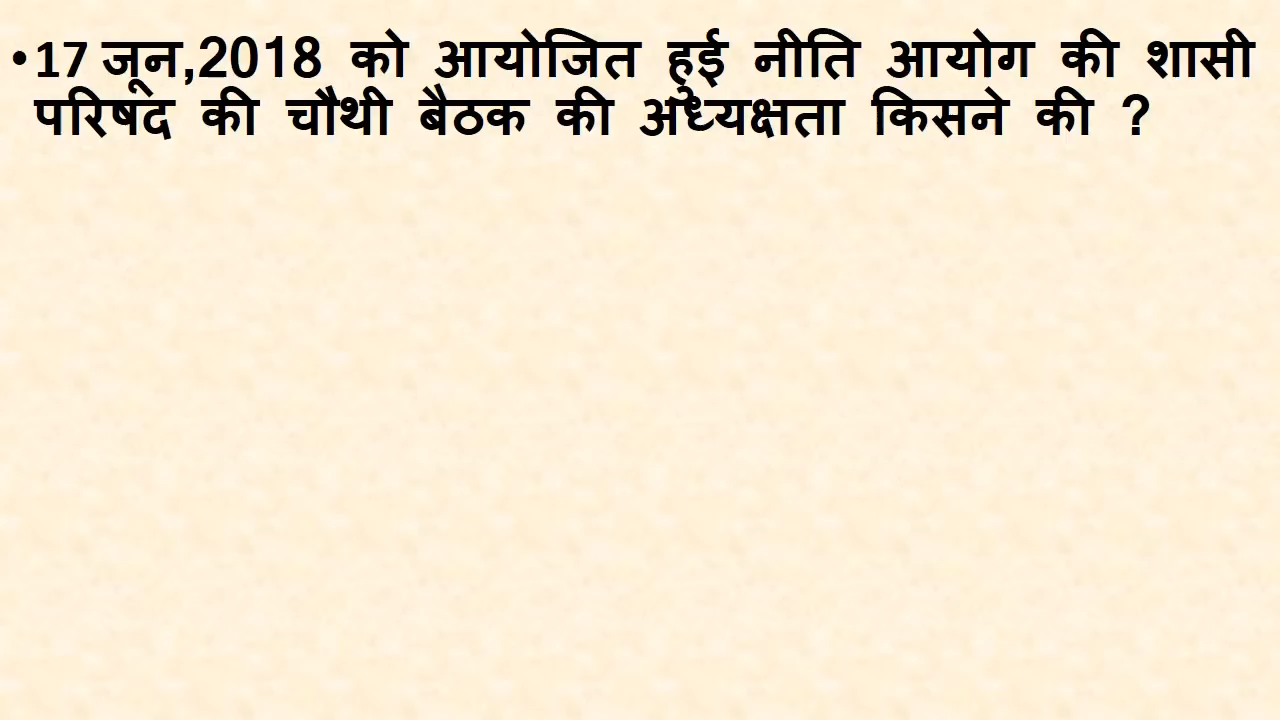 •17 जून,2018 को आयोजित हुई नीति आयोग की शासी
परिषद की चौथी बैठक की अध्यक्षता किसने की ?